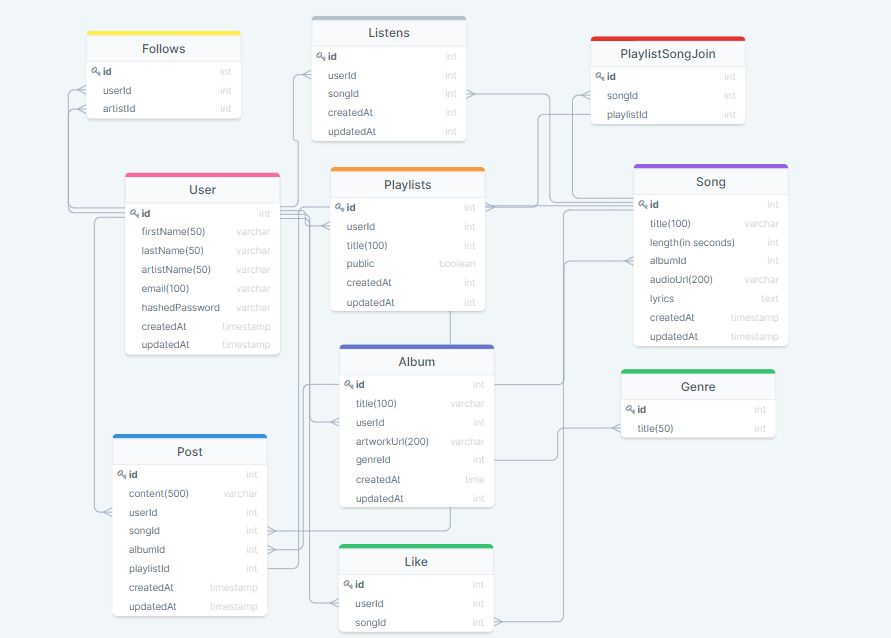 Follows
id int
userId int
artistId int
Listens
id int
userId int
songId int
createdAt int
updatedAt int
PlaylistSongJoin
id int
songId int
playlistId int
User
id int
firstName(50) varchar
lastName(50) varchar
artistName(50) varchar
email(100) varchar
hashedPassword varchar
createdAt timestamp
updatedAt timestamp
Playlists
id int
userId int
title(100) int
public boolean
createdAt int
updatedAt int
Song
id int
title(100) varchar
length(in seconds) int
albumId int
audioUrl(200) varchar
lyrics text
createdAt timestamp
updatedAt timestamp
Album
id int
title(100) varchar
userId int
artworkUrl(200) varchar
genreId int
createdAt time
updatedAt int
Genre
id int
title(50) int
Post
id int
content(500) varchar
userId int
songId int
albumId int
playlistId int
createdAt timestamp
updatedAt timestamp
Like
id int
userId int
songId int